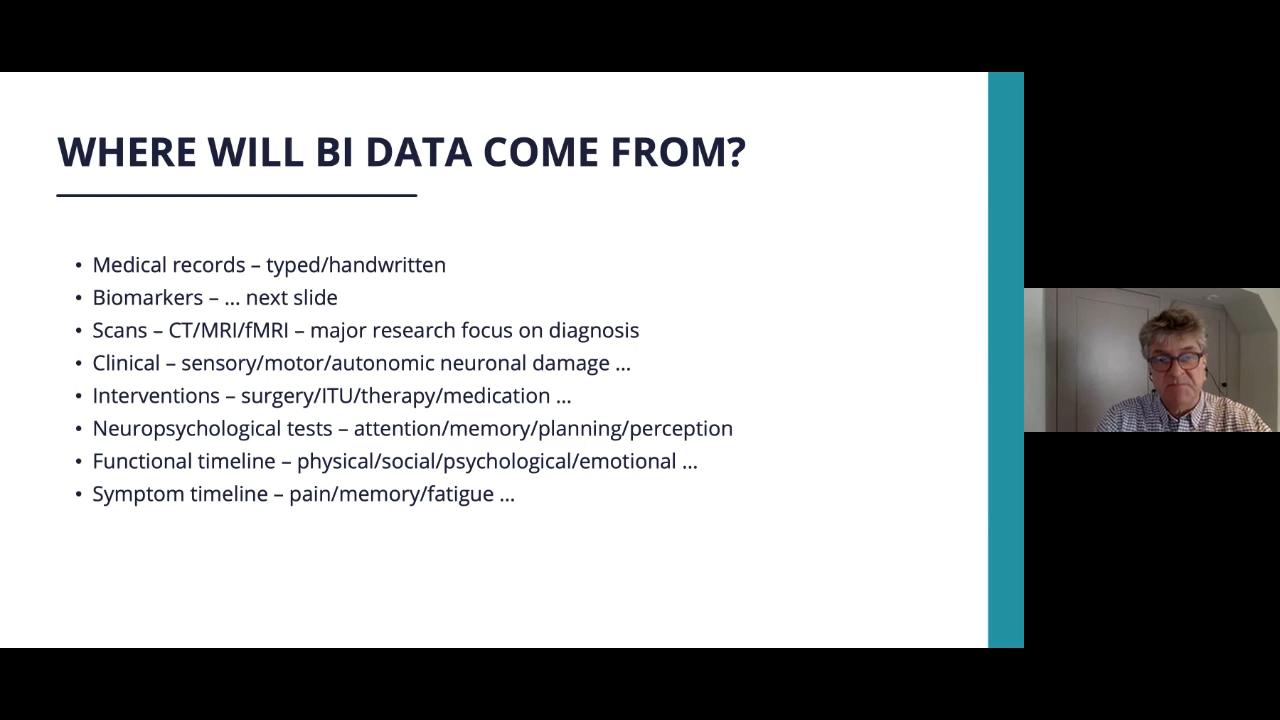 WHERE WILL BI DATA COME FROM?
• Medical records – typed/handwritten
• Biomarkers – ... next slide
• Scans – CT/MRI/fMRI – major research focus on diagnosis
• Clinical – sensory/motor/autonomic neuronal damage ...
• Interventions – surgery/ITU/therapy/medication ...
• Neuropsychological tests – attention/memory/planning/perception
• Functional timeline – physical/social/psychological/emotional ...
• Symptom timeline – pain/memory/fatigue ...